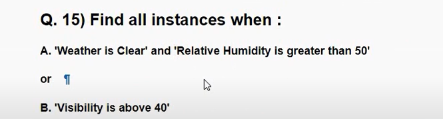 Q. 15) Find all instances when :
A. 'Weather is Clear' and 'Relative Humidity is greater than 50'
or ¶
B. 'Visibility is above 40'